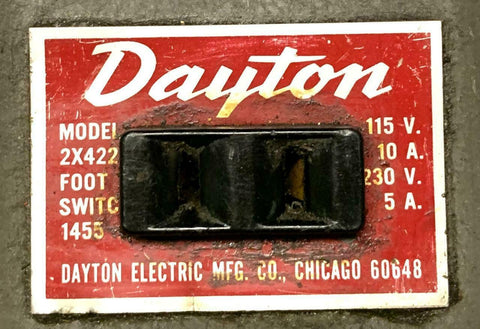 Dayton
MODEL 115 V.
2X422 10 A.
FOOT 230 V.
SWITC 5 A.
1455
DAYTON ELECTRIC MFG. CO., CHICAGO 60648